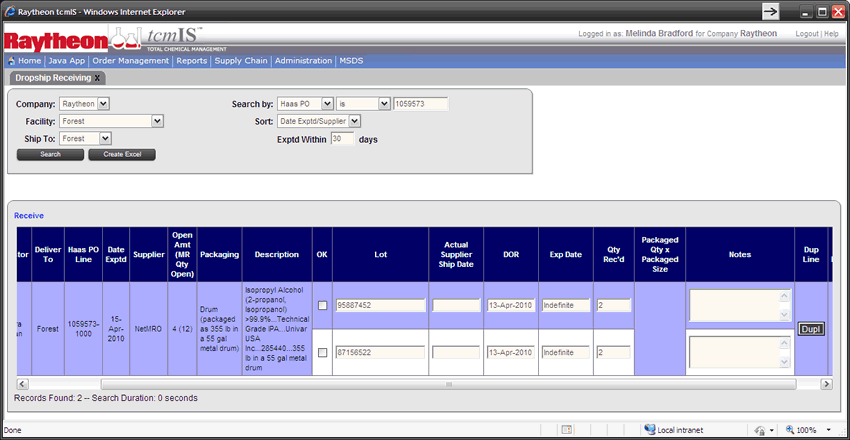 Raytheon tcmIS - Windows Internet Explorer
Raytheon tcmIS™
TOTAL CHEMICAL MANAGEMENT
Logged in as: Melinda Bradford for Company Raytheon Logout | Help
Home Java App Order Management Reports Supply Chain Administration MSDS
Dropship Receiving X
Company: Raytheon Search by: Haas PO is 1059573
Facility: Forest Sort: Date Exptd/Supplier
Ship To: Forest Exptd Within 30 days
Search Create Excel
Receive
tor Deliver To Haas PO Line Date Exptd Supplier Open Amt (MR Qty Open) Packaging Description OK Lot Actual Supplier Ship Date DOR Exp Date Qty Rec'd Packaged Qty x Packaged Size Notes Dup Line
Forest
1059573-
1000
15-
Apr-
2010
NetMRO
4 (12)
Drum
(packaged
as 355 lb in
a 55 gal
metal drum)
Isopropyl Alcohol
(2-propanol,
Isopropanol)
>99.9%...Technical
Grade IPA...Univar
USA
Inc...285440...355
lb in a 55 gal metal
drum
95887452 13-Apr-2010 Indefinite 2
Dupl
87156522 13-Apr-2010 Indefinite 2
Records Found: 2 -- Search Duration: 0 seconds
Done Local intranet 100%